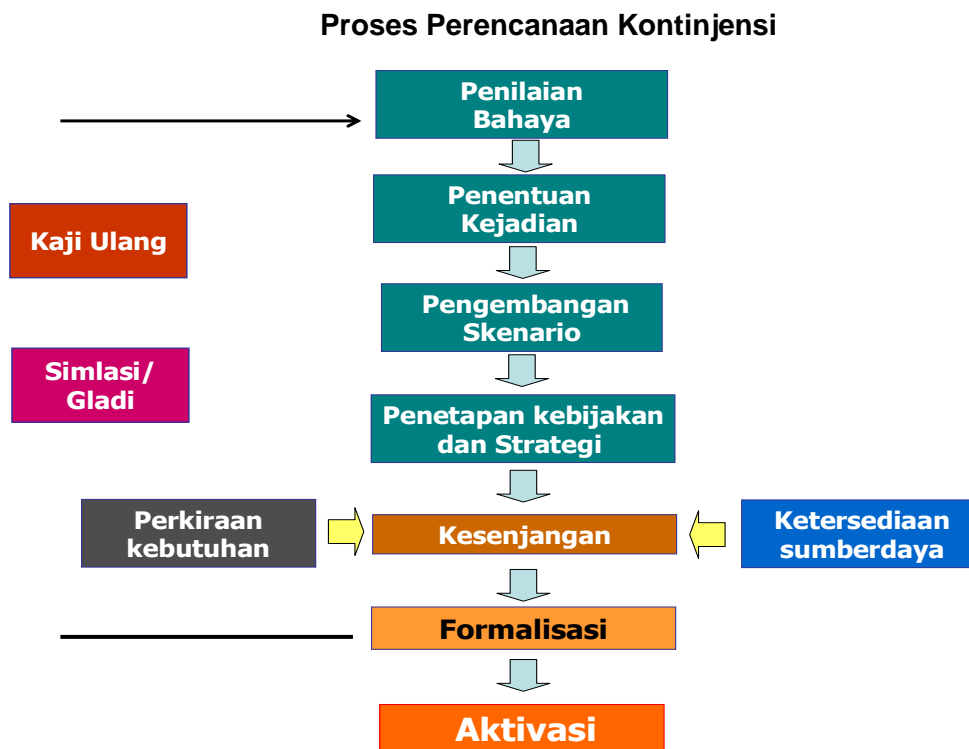 Proses Perencanaan Kontinjensi
Penilaian
Bahaya
Penentuan
Kejadian
Kaji Ulang
Pengembangan
Skenario
Simlasi/
Gladi
Penetapan kebijakan
dan Strategi
Perkiraan
kebutuhan
Kesenjangan
Ketersediaan
sumberdaya
Formalisasi
Aktivasi